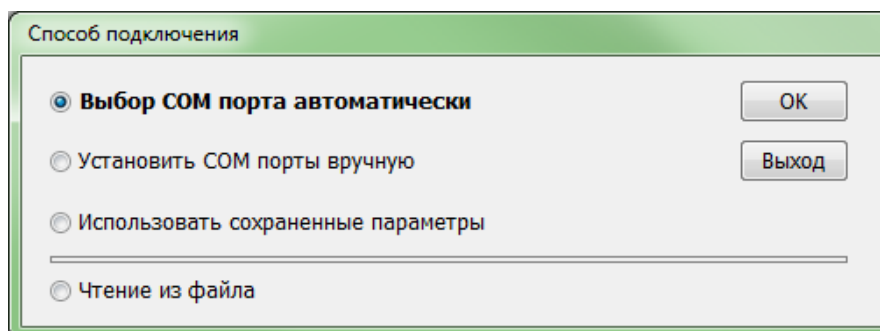 Способ подключения
Выбор COM порта автоматически
OK
Установить COM порты вручную
Выход
Использовать сохраненные параметры
Чтение из файла